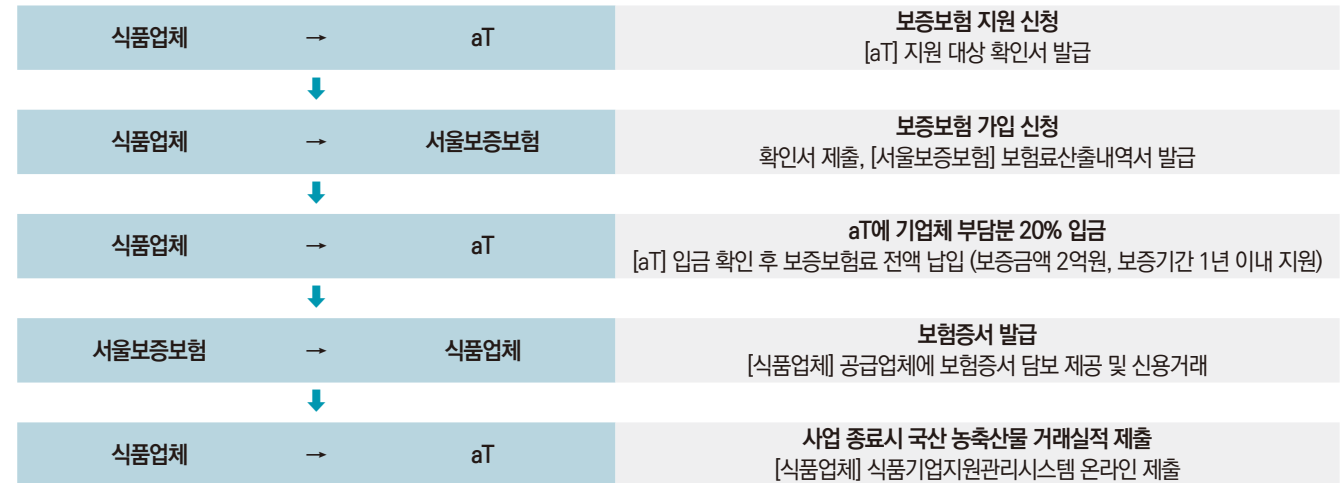 식품업체 → aT
보증보험 지원 신청
[aT] 지원 대상 확인서 발급
식품업체 → 서울보증보험
보증보험 가입 신청
확인서 제출, [서울보증보험] 보험료산출내역서 발급
식품업체 → aT
aT에 기업체 부담분 20% 입금
[aT] 입금 확인 후 보증보험료 전액 납입 (보증금액 2억원, 보증기간 1년 이내 지원)
서울보증보험 → 식품업체
보험증서 발급
[식품업체] 공급업체에 보험증서 담보 제공 및 신용거래
식품업체 → aT
사업 종료시 국산 농축산물 거래실적 제출
[식품업체] 식품기업지원관리시스템 온라인 제출